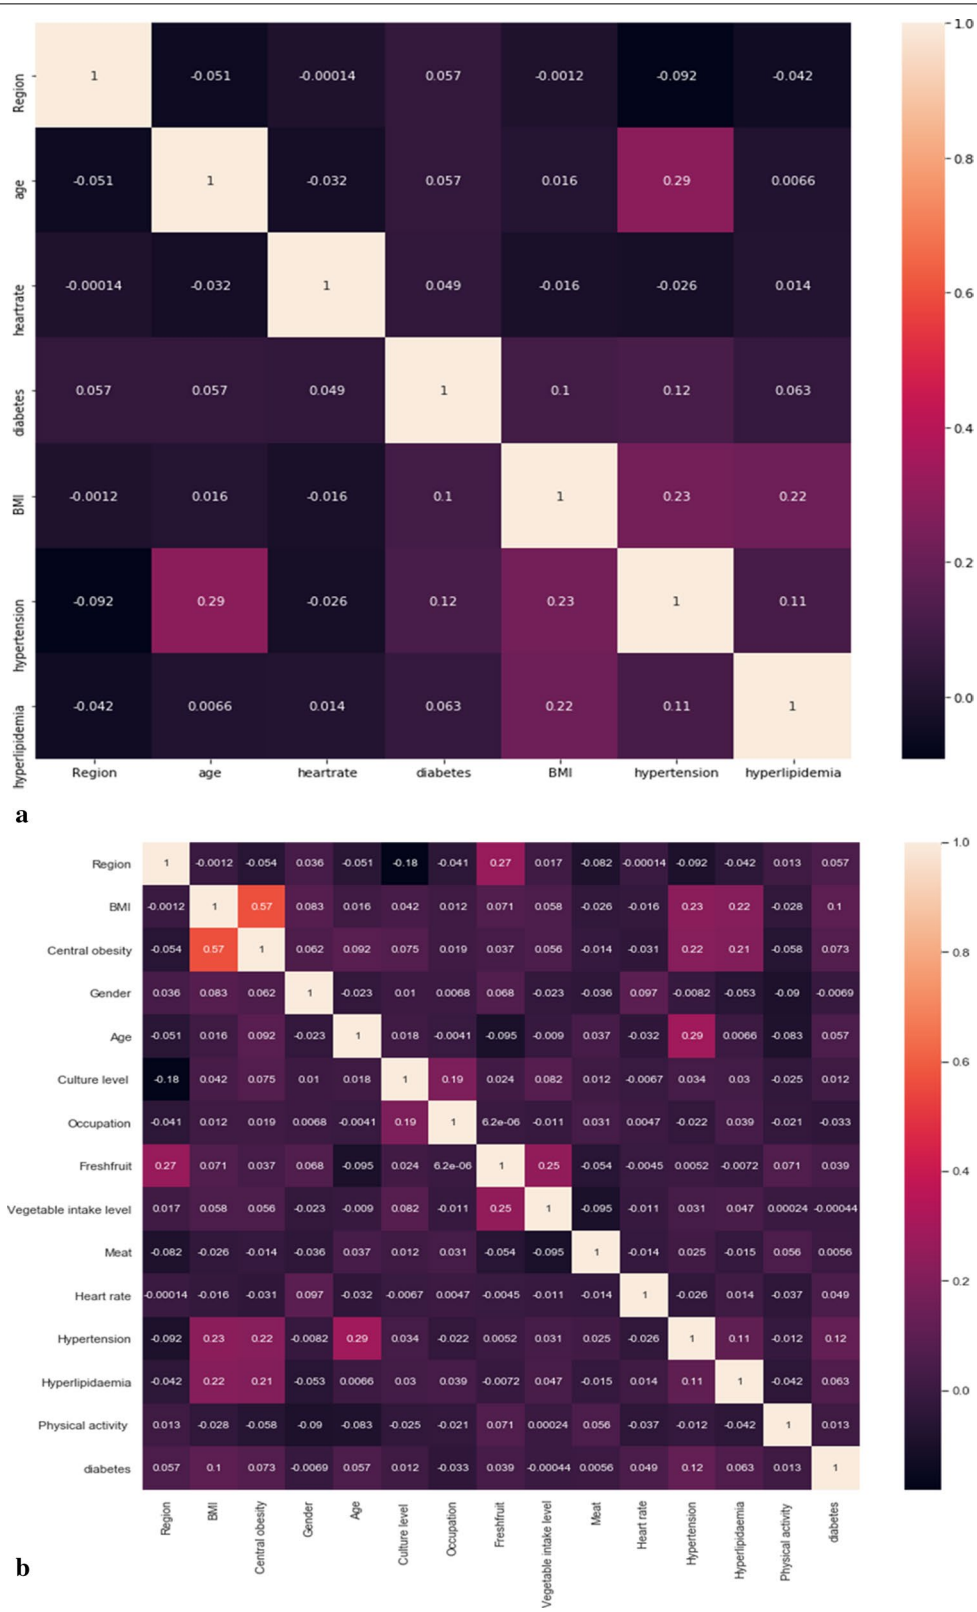 1.0
Region 1 -0.051 -0.00014 0.057 -0.0012 -0.092 -0.042
0.8
age -0.051 1 -0.032 0.057 0.016 0.29 0.0066
0.6
heartrate -0.00014 -0.032 1 0.049 -0.016 -0.026 0.014
diabetes 0.057 0.057 0.049 1 0.1 0.12 0.063
0.4
BMI -0.0012 0.016 -0.016 0.1 1 0.23 0.22
0.2
hypertension -0.092 0.29 -0.026 0.12 0.23 1 0.11
0.0
hyperlipidemia -0.042 0.0066 0.014 0.063 0.22 0.11 1
Region age heartrate diabetes BMI hypertension hyperlipidemia
a
1.0
Region 1 -0.0012 -0.054 0.036 -0.051 -0.18 -0.041 0.27 0.017 -0.082 -0.00014 -0.092 -0.042 0.013 0.057
BMI -0.0012 1 0.57 0.083 0.016 0.042 0.012 0.071 0.058 -0.026 -0.016 0.23 0.22 -0.028 0.1
Central obesity -0.054 0.57 1 0.062 0.092 0.075 0.019 0.037 0.056 -0.014 -0.031 0.22 0.21 -0.058 0.073
0.8
Gender 0.036 0.083 0.062 1 -0.023 0.01 0.0068 0.068 -0.023 -0.036 0.097 -0.0082 -0.053 -0.09 -0.0069
Age -0.051 0.016 0.092 -0.023 1 0.018 -0.0041 -0.095 -0.009 0.037 -0.032 0.29 0.0066 -0.083 0.057
0.6
Culture level -0.18 0.042 0.075 0.01 0.018 1 0.19 0.024 0.082 0.012 -0.0067 0.034 0.03 -0.025 0.012
Occupation -0.041 0.012 0.019 0.0068 -0.0041 0.19 1 6.2e-06 -0.011 0.031 0.0047 -0.022 0.039 -0.021 -0.033
Freshfruit 0.27 0.071 0.037 0.068 -0.095 0.024 6.2e-06 1 0.25 -0.054 -0.0045 0.0052 -0.0072 0.071 0.039
0.4
Vegetable intake level 0.017 0.058 0.056 -0.023 -0.009 0.082 -0.011 0.25 1 -0.095 -0.011 0.031 0.047 0.00024 -0.00044
Meat -0.082 -0.026 -0.014 -0.036 0.037 0.012 0.031 -0.054 -0.095 1 -0.014 0.025 -0.015 0.056 0.0056
0.2
Heart rate -0.00014 -0.016 -0.031 0.097 -0.032 -0.0067 0.0047 -0.0045 -0.011 -0.014 1 -0.026 0.014 -0.037 0.049
Hypertension -0.092 0.23 0.22 -0.0082 0.29 0.034 -0.022 0.0052 0.031 0.025 -0.026 1 0.11 -0.012 0.12
Hyperlipidaemia -0.042 0.22 0.21 -0.053 0.0066 0.03 0.039 -0.0072 0.047 -0.015 0.014 0.11 1 -0.042 0.063
0.0
Physical activity 0.013 -0.028 -0.058 -0.09 -0.083 -0.025 -0.021 0.071 0.00024 0.056 -0.037 -0.012 -0.042 1 0.013
diabetes 0.057 0.1 0.073 -0.0069 0.057 0.012 -0.033 0.039 -0.00044 0.0056 0.049 0.12 0.063 0.013 1
Region BMI Central obesity Gender Age Culture level Occupation Freshfruit Vegetable intake level Meat Heart rate Hypertension Hyperlipidaemia Physical activity diabetes
b